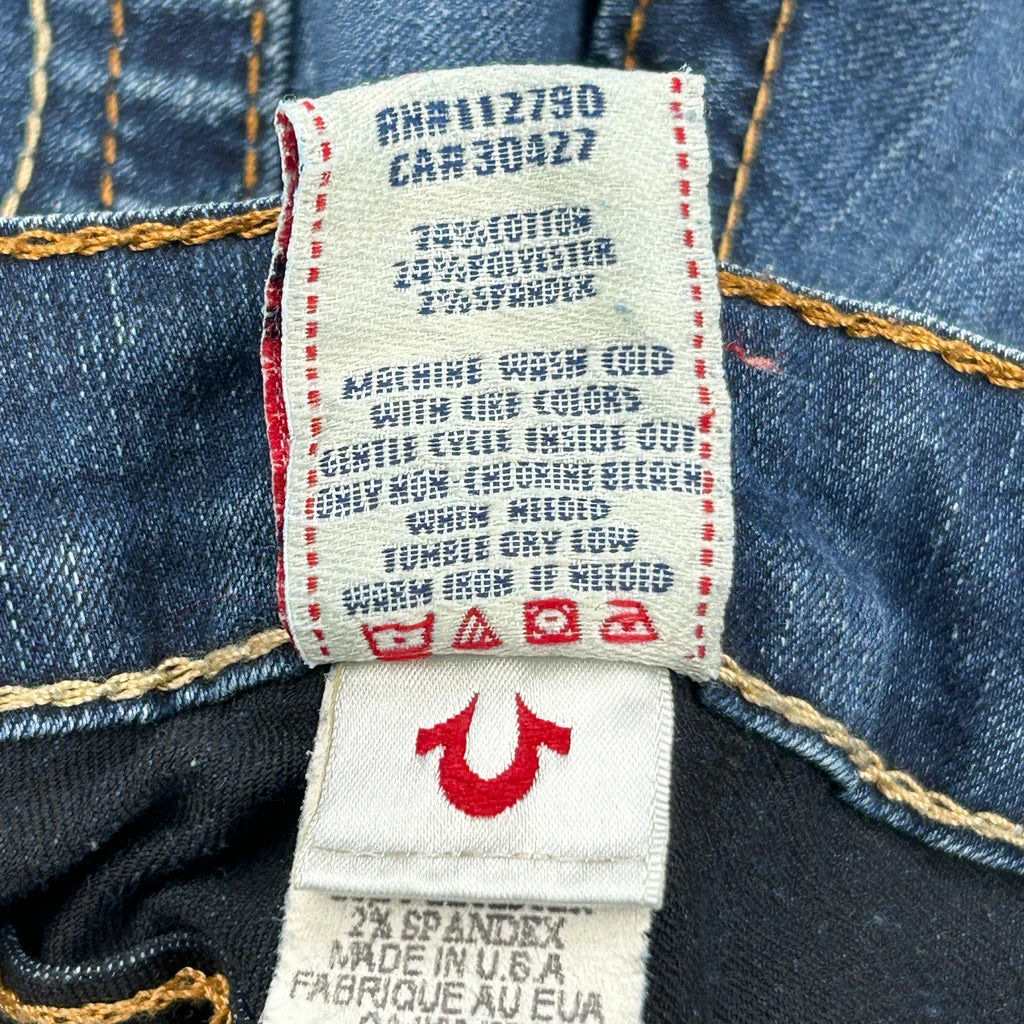 RN#112790
CA#30427
74%COTTON
24%POLYESTER
2%SPANDEX
MACHINE WASH COLD
WITH LIKE COLORS
GENTLE CYCLE INSIDE OUT
ONLY NON-CHLORINE BLEECH
WHEN NEEDED
TUMBLE DRY LOW
WARM IRON IF NEEDED
2% SPANDEX
MADE IN U.S.A
FABRIQUE AU EUA